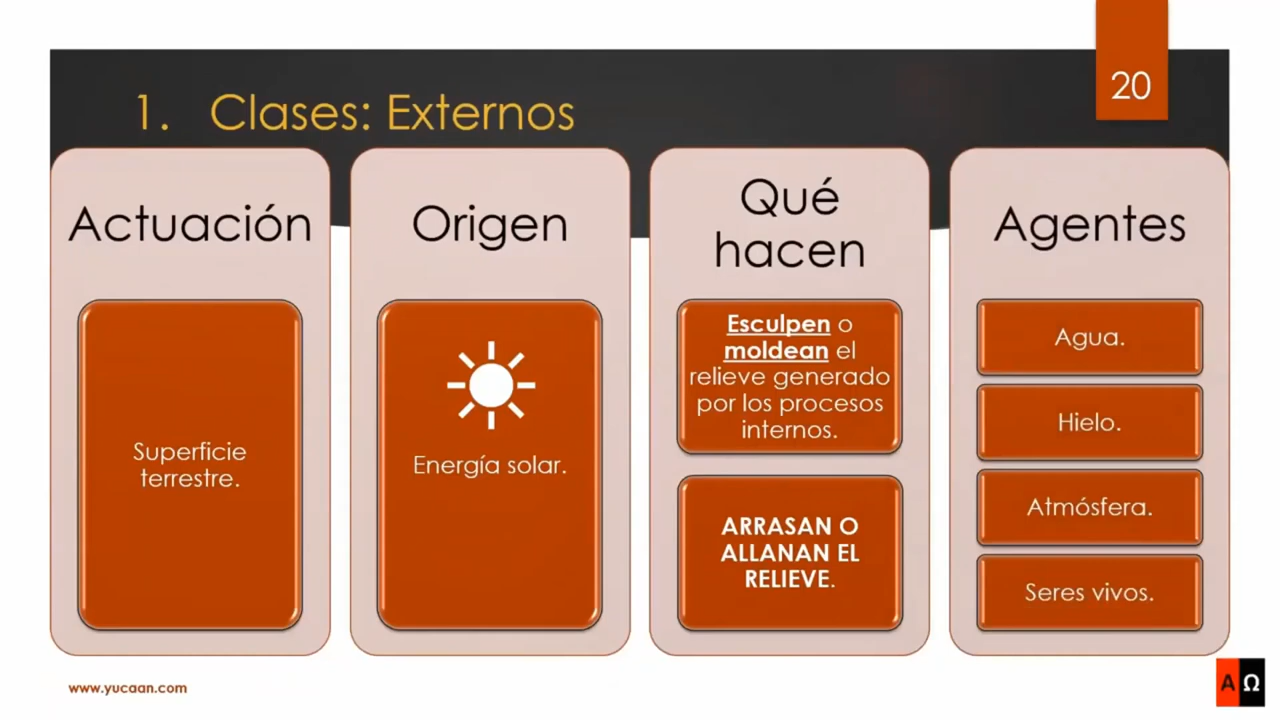 20
1. Clases: Externos
Actuación
Superficie
terrestre.
Origen
Energía solar.
Qué
hacen
Esculpen o
moldean el
relieve generado
por los procesos
internos.
ARRASAN O
ALLANAN EL
RELIEVE.
Agentes
Agua.
Hielo.
Atmósfera.
Seres vivos.
www.yucaan.com
ΑΩ